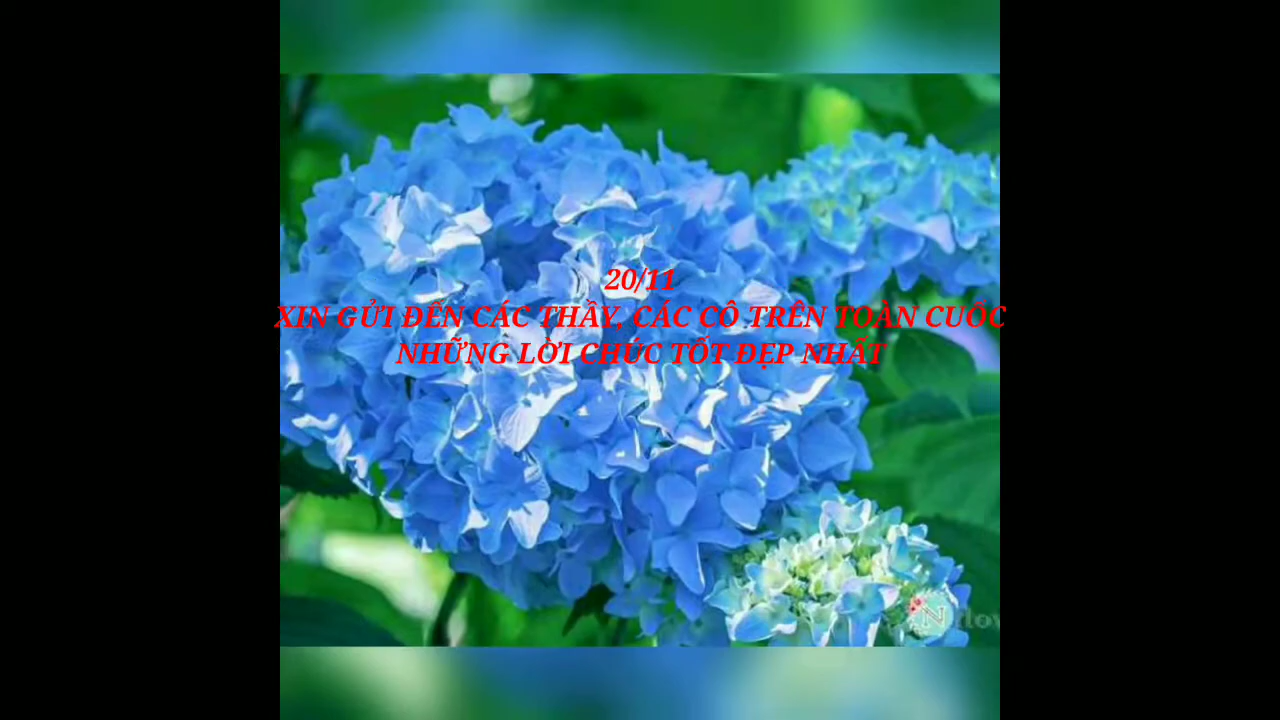 20/11
XIN GỬI ĐẾN CÁC THẦY, CÁC CÔ TRÊN TOÀN CUỐC
NHỮNG LỜI CHÚC TỐT ĐẸP NHẤT
N